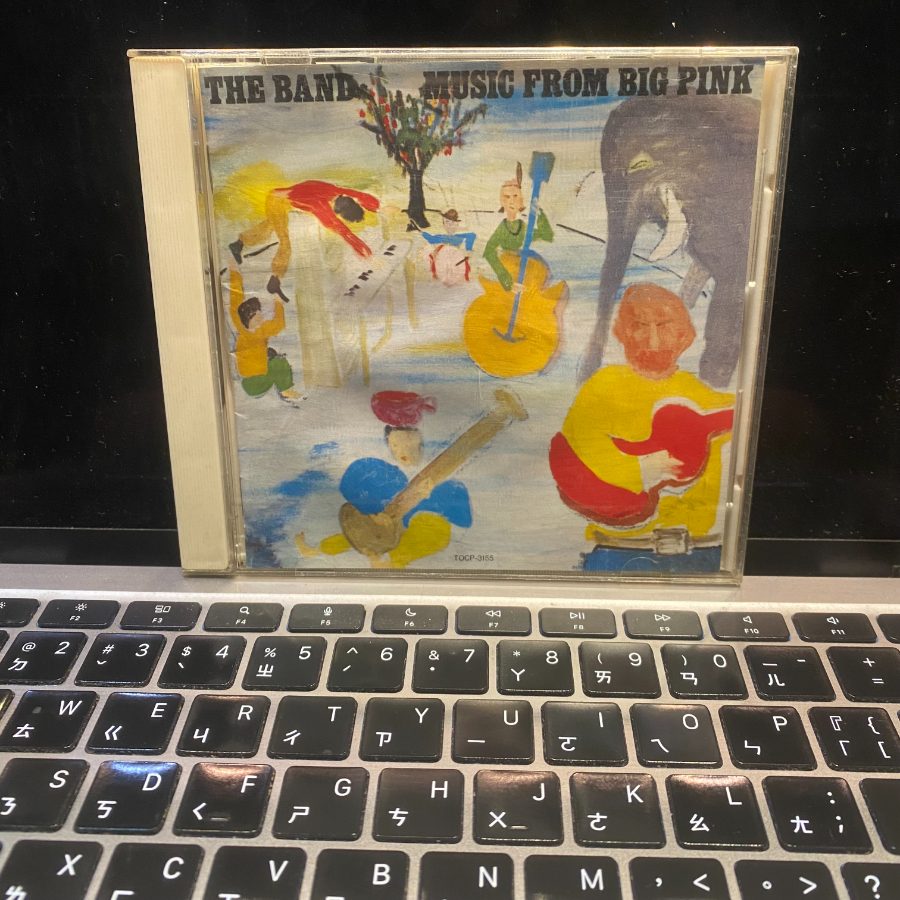 THE BAND MUSIC FROM BIG PINK
TOCP-3155
F2 F3 F4 F5 F6 F7 F8 F9 F10 F11
@ 2 # 3 $ 4 % 5 ^ 6 & 7 * 8 ( 9 ) 0 — - + =
ㄉ ˇ ˋ ㄓ ˊ ˙ ㄚ ㄞ ㄢ ㄦ
W E R T Y U I O P 『 {
ㄊ ㄍ ㄐ ㄔ ㄗ ㄧ ㄛ ㄟ ㄣ 「 [
S D F G H J K L :
ㄋ ㄎ ㄑ ㄕ ㄘ ㄨ ㄜ ㄠ ㄤ ;
X C V B N M , < 。 > ?